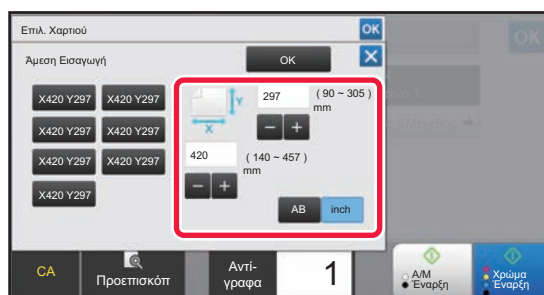 Επιλ. Χαρτιού
OK
OK
Άμεση Εισαγωγή
OK
X420 Y297
X420 Y297
X420 Y297
X420 Y297
X420 Y297
X420 Y297
X420 Y297
Y
X
297
( 90 ~ 305 )
mm
420
( 140 ~ 457 )
mm
AB
inch
CA
Προεπισκόπ
Αντί-
γραφα
1
Α/Μ
Έναρξη
Χρώμα
Έναρξη